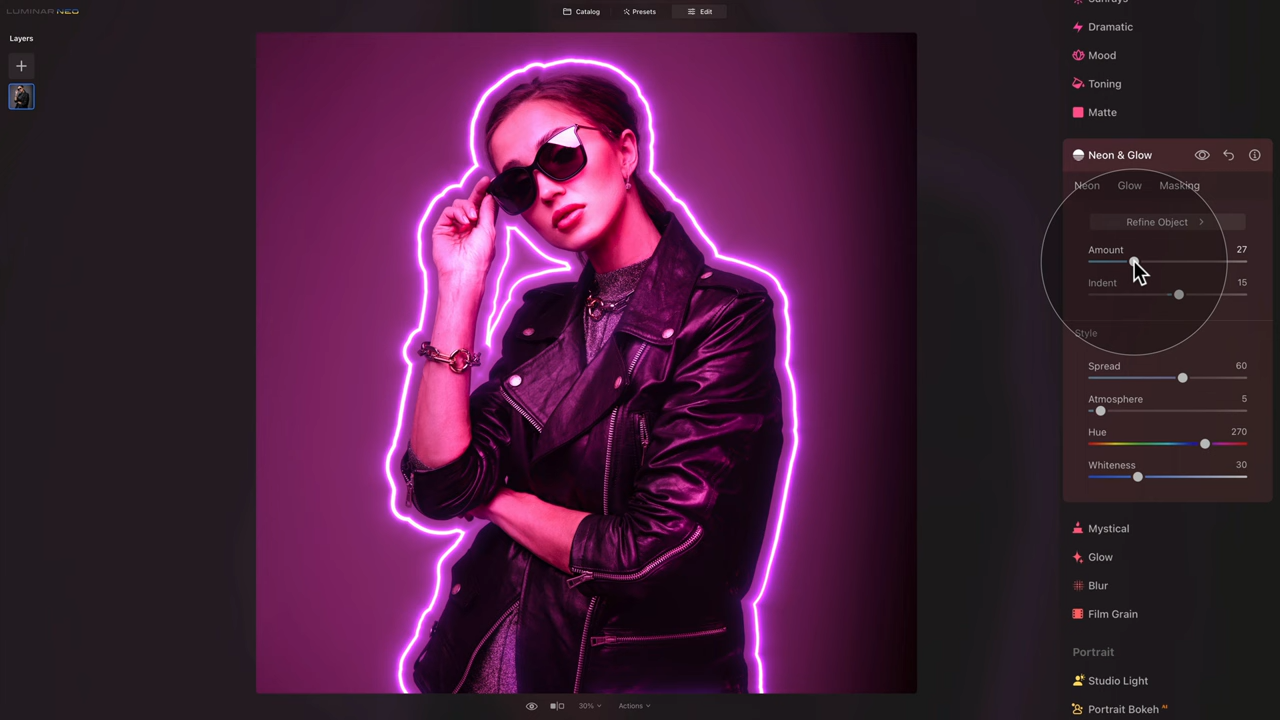 LUMINAR NEO
Catalog
Presets
Edit
Layers
Dramatic
Mood
Toning
Matte
Neon & Glow
Neon Glow Masking
Refine Object
Amount 27
Indent 15
Style
Spread 60
Atmosphere 5
Hue 270
Whiteness 30
Mystical
Glow
Blur
Film Grain
Portrait
Studio Light
Portrait Bokeh AI
30%
Actions